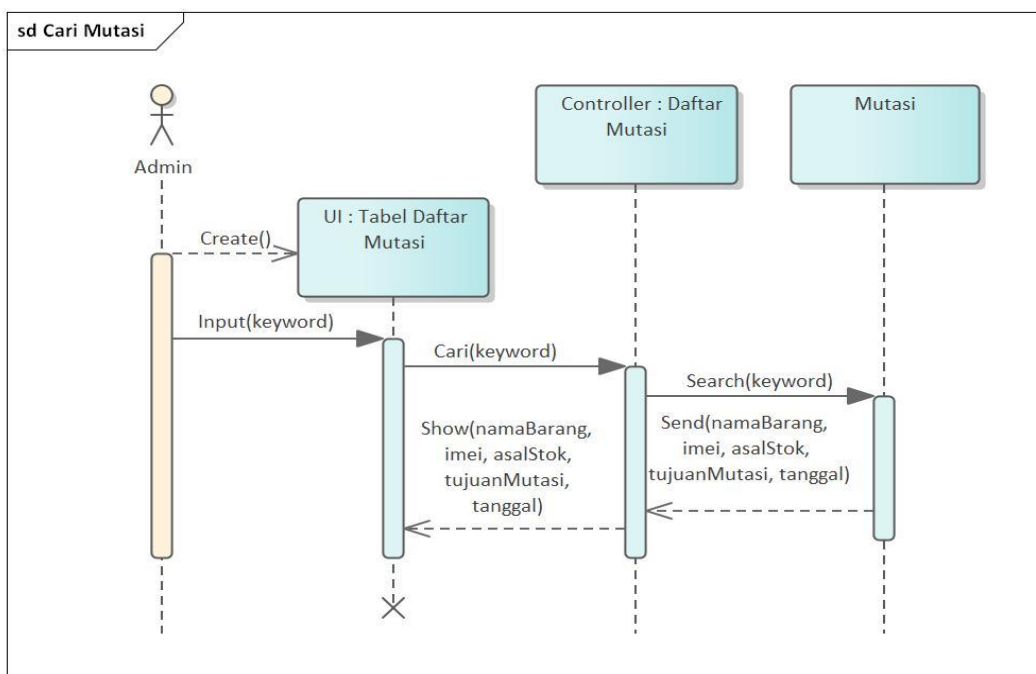 sd Cari Mutasi
Admin
Controller : Daftar
Mutasi
Mutasi
UI : Tabel Daftar
Mutasi
Create()
Input(keyword)
Cari(keyword)
Search(keyword)
Send(namaBarang,
imei, asalStok,
tujuanMutasi, tanggal)
Show(namaBarang,
imei, asalStok,
tujuanMutasi,
tanggal)